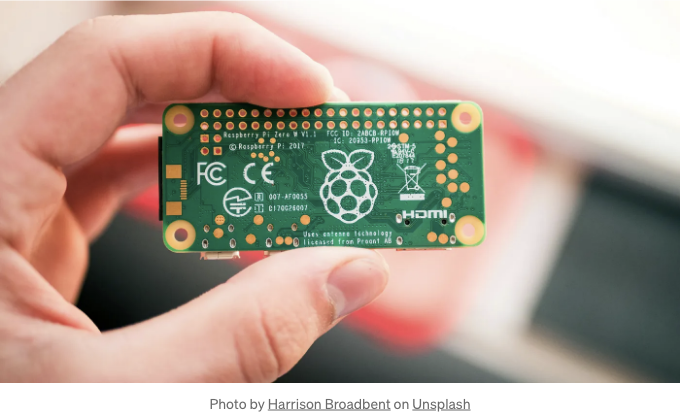 Raspberry Pi Zero W V1.1
FCC ID: 2ABCB-RPI0W
IC: 20953-RPI0W
© Raspberry Pi 2017
FC CE
R 007-AF0055
T D170026007
HDMI
Uses antenna technology
licensed from Proant AB
Photo by Harrison Broadbent on Unsplash